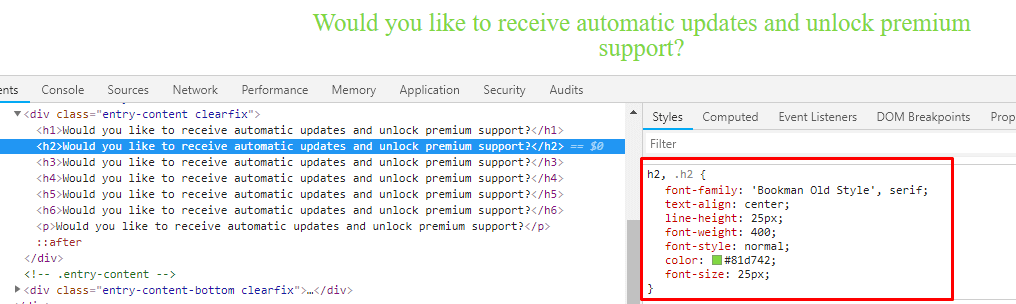 Would you like to receive automatic updates and unlock premium
support?
ents Console Sources Network Performance Memory Application Security Audits
▼<div class="entry-content clearfix">
<h1>Would you like to receive automatic updates and unlock premium support?</h1>
<h2>Would you like to receive automatic updates and unlock premium support?</h2> == $0
<h3>Would you like to receive automatic updates and unlock premium support?</h3>
<h4>Would you like to receive automatic updates and unlock premium support?</h4>
<h5>Would you like to receive automatic updates and unlock premium support?</h5>
<h6>Would you like to receive automatic updates and unlock premium support?</h6>
<p>Would you like to receive automatic updates and unlock premium support?</p>
::after
</div>
<!-- .entry-content -->
▶<div class="entry-content-bottom clearfix">…</div>
Styles Computed Event Listeners DOM Breakpoints Prop
Filter
h2, .h2 {
font-family: 'Bookman Old Style', serif;
text-align: center;
line-height: 25px;
font-weight: 400;
font-style: normal;
color: #81d742;
font-size: 25px;
}